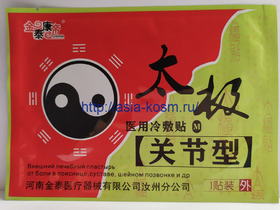 金康泰
太极
https://asia-kosm.ru/
医用冷敷贴 M
【关节型】
Внешний лечебный пластырь
от боли в пояснице, суставе, шейном позвонке и др
1贴装 外
河南金泰医疗器械有限公司汝州分公司